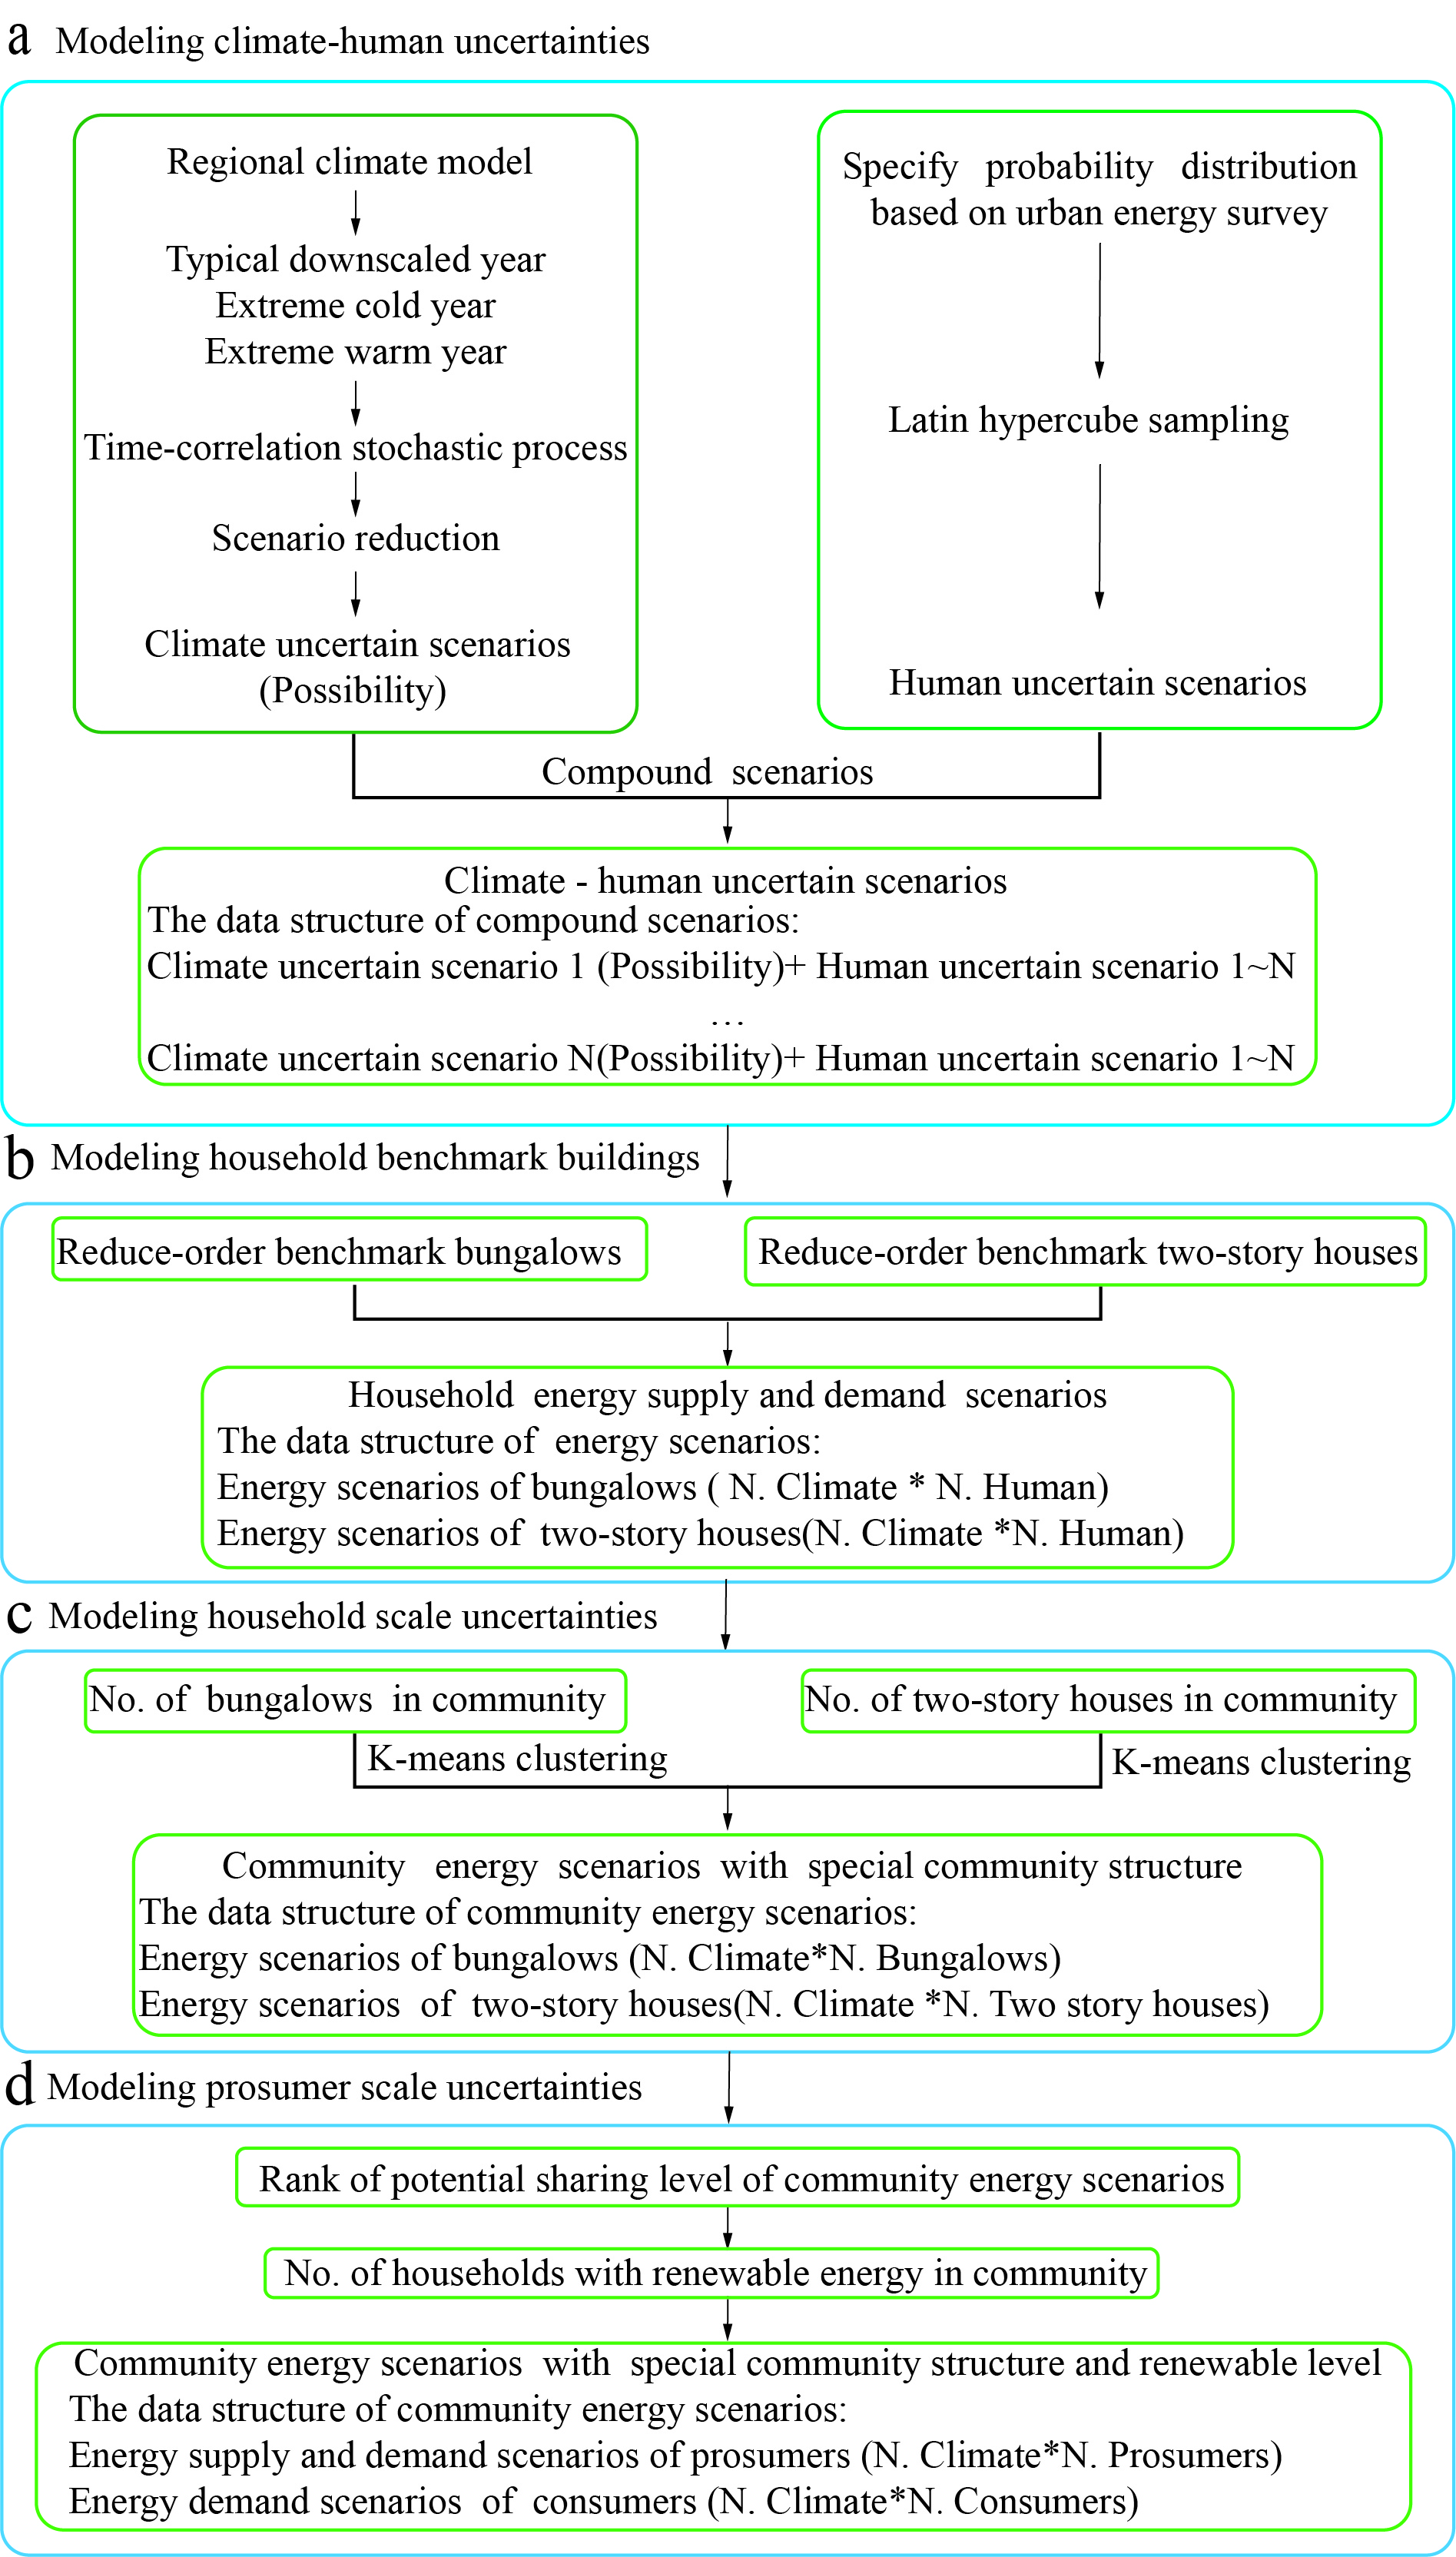 a Modeling climate-human uncertainties
Regional climate model
Typical downscaled year
Extreme cold year
Extreme warm year
Time-correlation stochastic process
Scenario reduction
Climate uncertain scenarios
(Possibility)
Specify probability distribution
based on urban energy survey
Latin hypercube sampling
Human uncertain scenarios
Compound scenarios
Climate - human uncertain scenarios
The data structure of compound scenarios:
Climate uncertain scenario 1 (Possibility)+ Human uncertain scenario 1~N
…
Climate uncertain scenario N(Possibility)+ Human uncertain scenario 1~N
b Modeling household benchmark buildings
Reduce-order benchmark bungalows
Reduce-order benchmark two-story houses
Household energy supply and demand scenarios
The data structure of energy scenarios:
Energy scenarios of bungalows ( N. Climate * N. Human)
Energy scenarios of two-story houses(N. Climate *N. Human)
c Modeling household scale uncertainties
No. of bungalows in community
No. of two-story houses in community
K-means clustering
K-means clustering
Community energy scenarios with special community structure
The data structure of community energy scenarios:
Energy scenarios of bungalows (N. Climate*N. Bungalows)
Energy scenarios of two-story houses(N. Climate *N. Two story houses)
d Modeling prosumer scale uncertainties
Rank of potential sharing level of community energy scenarios
No. of households with renewable energy in community
Community energy scenarios with special community structure and renewable level
The data structure of community energy scenarios:
Energy supply and demand scenarios of prosumers (N. Climate*N. Prosumers)
Energy demand scenarios of consumers (N. Climate*N. Consumers)